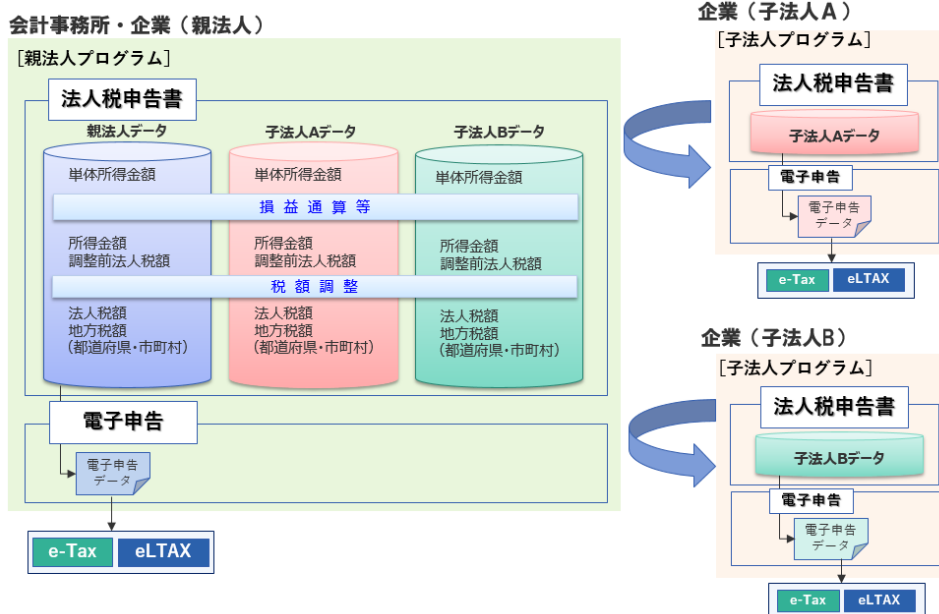 会計事務所・企業（親法人）
［親法人プログラム］
法人税申告書
親法人データ
子法人Aデータ
子法人Bデータ
単体所得金額
単体所得金額
単体所得金額
損益通算等
所得金額
調整前法人税額
所得金額
調整前法人税額
所得金額
調整前法人税額
税額調整
法人税額
地方税額
（都道府県・市町村）
法人税額
地方税額
（都道府県・市町村）
法人税額
地方税額
（都道府県・市町村）
電子申告
電子申告
データ
e-Tax
eLTAX
企業（子法人A）
［子法人プログラム］
法人税申告書
子法人Aデータ
電子申告
電子申告
データ
e-Tax
eLTAX
企業（子法人B）
［子法人プログラム］
法人税申告書
子法人Bデータ
電子申告
電子申告
データ
e-Tax
eLTAX